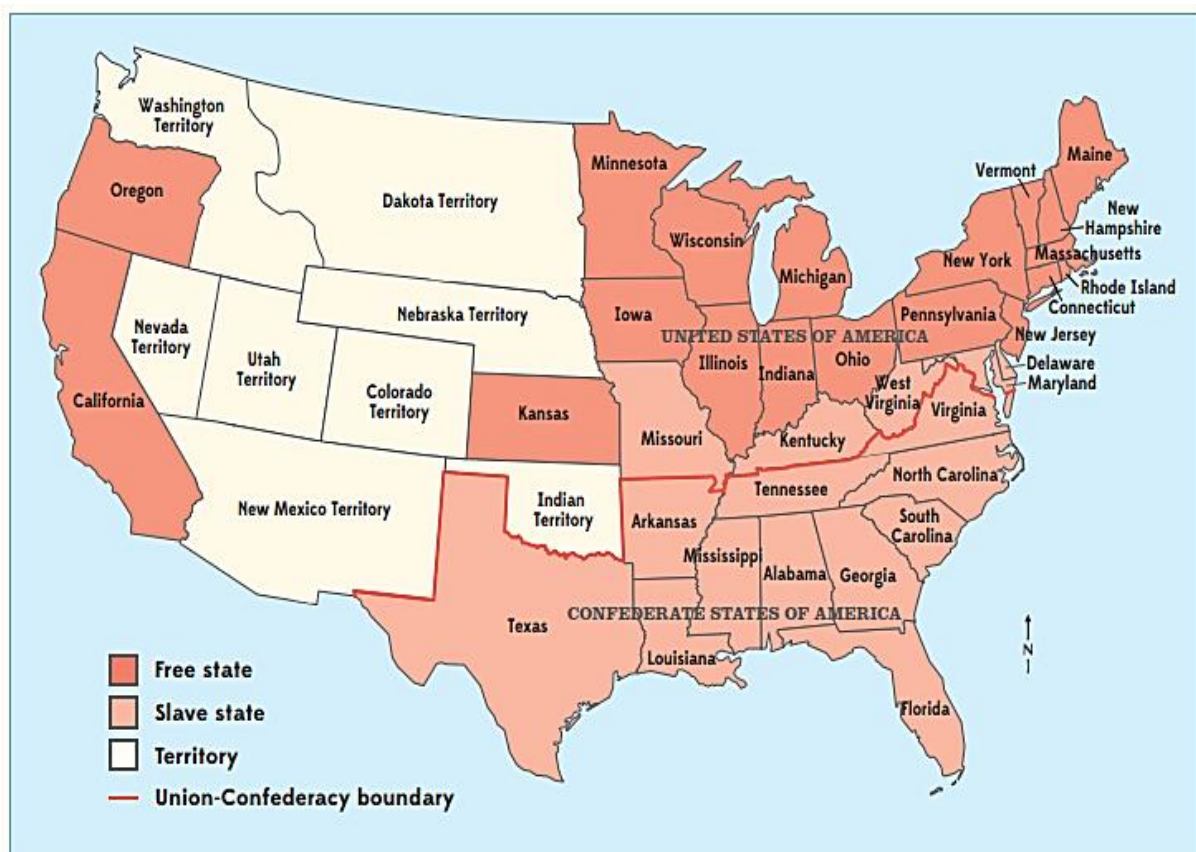 Washington
Territory
Oregon
Dakota Territory
Minnesota
Wisconsin
Michigan
Vermont
Maine
New
Hampshire
New York
Massachusetts
Rhode Island
Connecticut
Nebraska Territory
Iowa
Pennsylvania
UNITED STATES OF AMERICA
New Jersey
Nevada
Territory
Utah
Territory
Colorado
Territory
Illinois
Indiana
Ohio
Delaware
Maryland
West
Virginia
Virginia
California
Kansas
Missouri
Kentucky
New Mexico Territory
Indian
Territory
Tennessee
North Carolina
Arkansas
South
Carolina
Mississippi
Alabama
Georgia
CONFEDERATE STATES OF AMERICA
Texas
Louisiana
Florida
N
Free state
Slave state
Territory
Union-Confederacy boundary